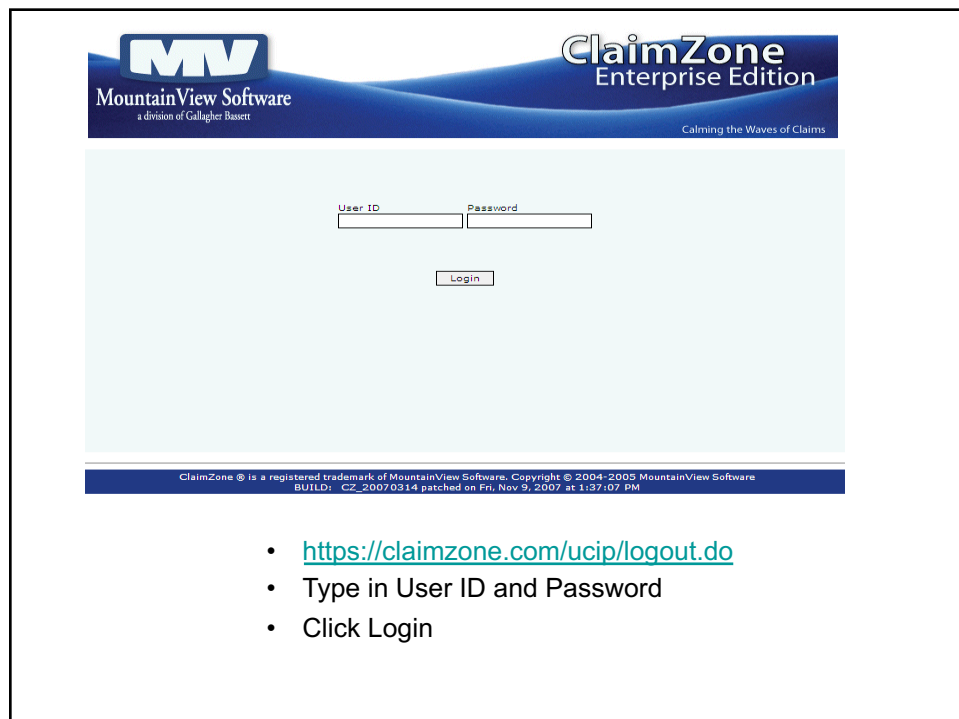 MV
MountainView Software
a division of Gallagher Bassett
ClaimZone
Enterprise Edition
Calming the Waves of Claims
User ID Password
Login
ClaimZone ® is a registered trademark of MountainView Software. Copyright © 2004-2005 MountainView Software
BUILD: CZ_20070314 patched on Fri, Nov 9, 2007 at 1:37:07 PM
• https://claimzone.com/ucip/logout.do
• Type in User ID and Password
• Click Login